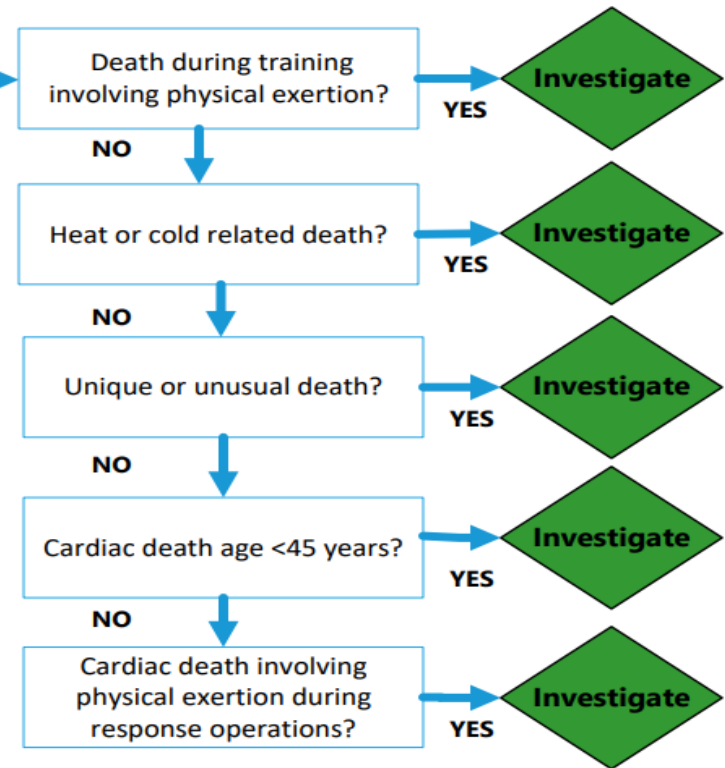 Death during training
involving physical exertion?
Investigate
YES
NO
Heat or cold related death?
Investigate
YES
NO
Unique or unusual death?
Investigate
YES
NO
Cardiac death age <45 years?
Investigate
YES
NO
Cardiac death involving
physical exertion during
response operations?
Investigate
YES